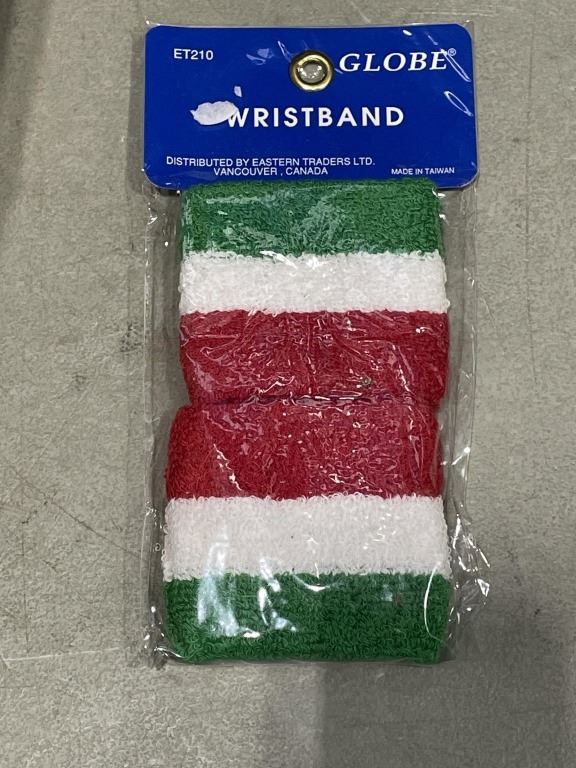 ET210
GLOBE®
WRISTBAND
DISTRIBUTED BY EASTERN TRADERS LTD.
VANCOUVER, CANADA
MADE IN TAIWAN